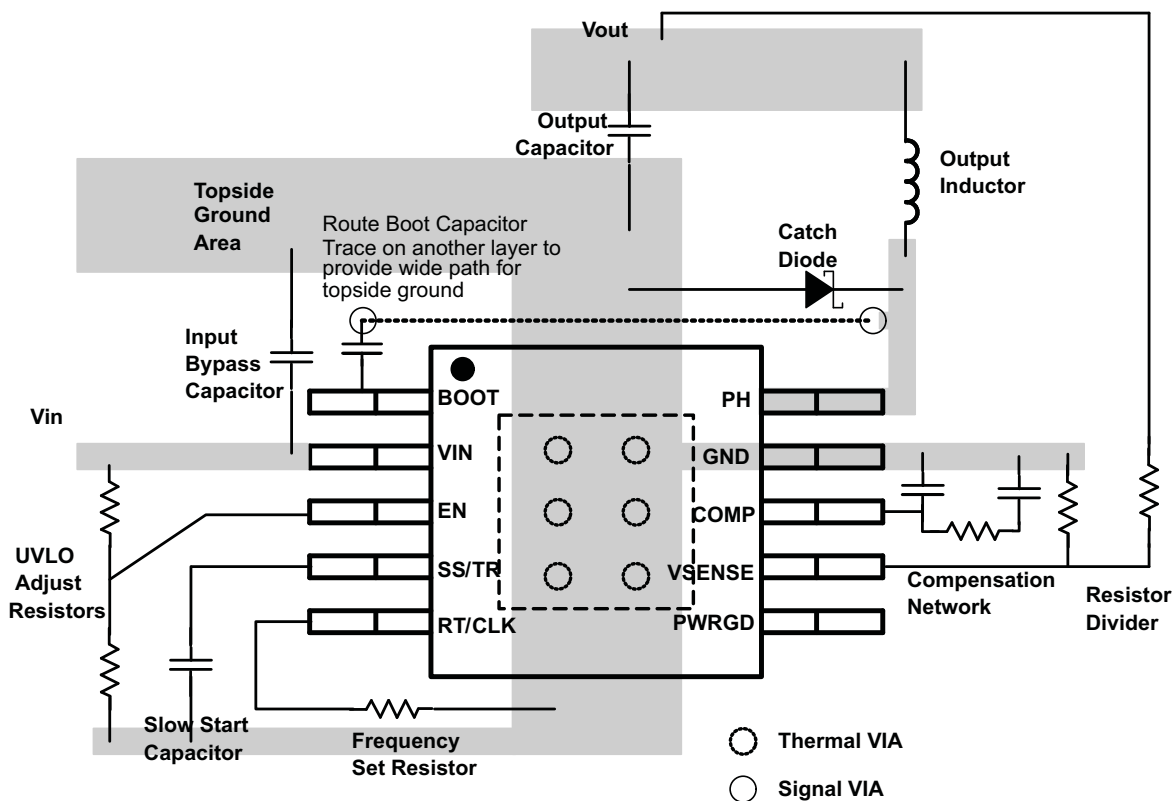 Vout
Output
Capacitor
Output
Inductor
Topside
Ground
Area
Route Boot Capacitor
Trace on another layer to
provide wide path for
topside ground
Catch
Diode
Input
Bypass
Capacitor
Vin
BOOT
VIN
EN
SS/TR
RT/CLK
PH
GND
COMP
VSENSE
PWRGD
UVLO
Adjust
Resistors
Compensation
Network
Resistor
Divider
Slow Start
Capacitor
Frequency
Set Resistor
Thermal VIA
Signal VIA